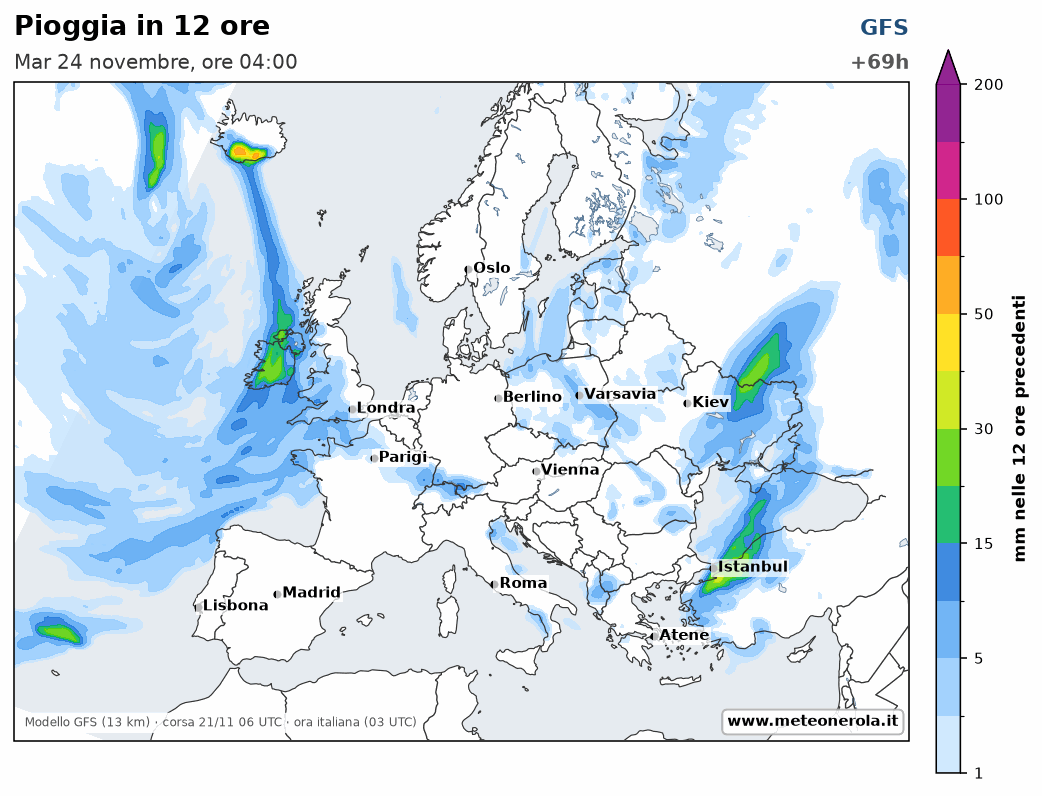 Pioggia in 12 ore
GFS
Mar 24 novembre, ore 04:00
+69h
200
100
50
30
15
5
1
mm nelle 12 ore precedenti
Oslo
Berlino
Varsavia
Kiev
Londra
Parigi
Vienna
Istanbul
Roma
Madrid
Lisbona
Atene
Modello GFS (13 km) · corsa 21/11 06 UTC · ora italiana (03 UTC)
www.meteonerola.it